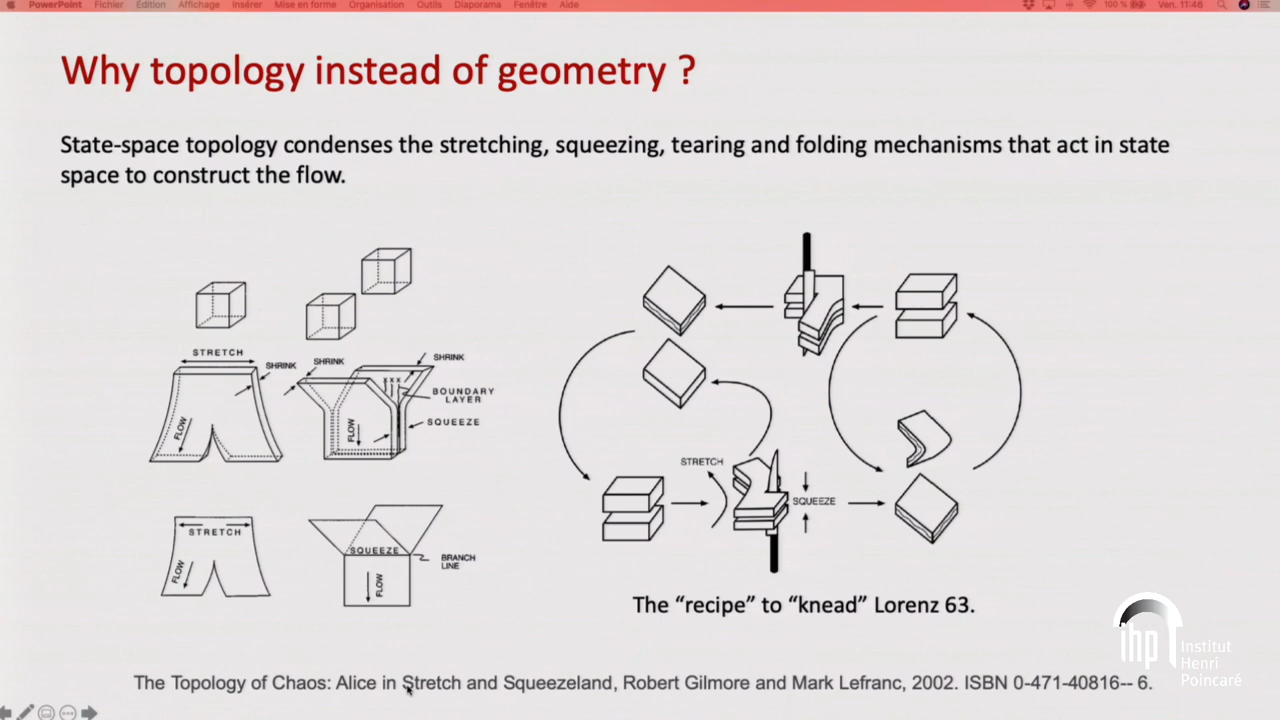 PowerPoint Fichier Édition Affichage Insérer Mise en forme Organisation Outils Diaporama Fenêtre Aide 100 % Ven. 11:46
Why topology instead of geometry ?
State-space topology condenses the stretching, squeezing, tearing and folding mechanisms that act in state
space to construct the flow.
STRETCH
SHRINK
FLOW
SHRINK
SHRINK
BOUNDARY
LAYER
SQUEEZE
FLOW
STRETCH
FLOW
SQUEEZE
BRANCH
LINE
FLOW
STRETCH
SQUEEZE
The “recipe” to “knead” Lorenz 63.
The Topology of Chaos: Alice in Stretch and Squeezeland, Robert Gilmore and Mark Lefranc, 2002. ISBN 0-471-40816-- 6.
ihp
Institut
Henri
Poincaré